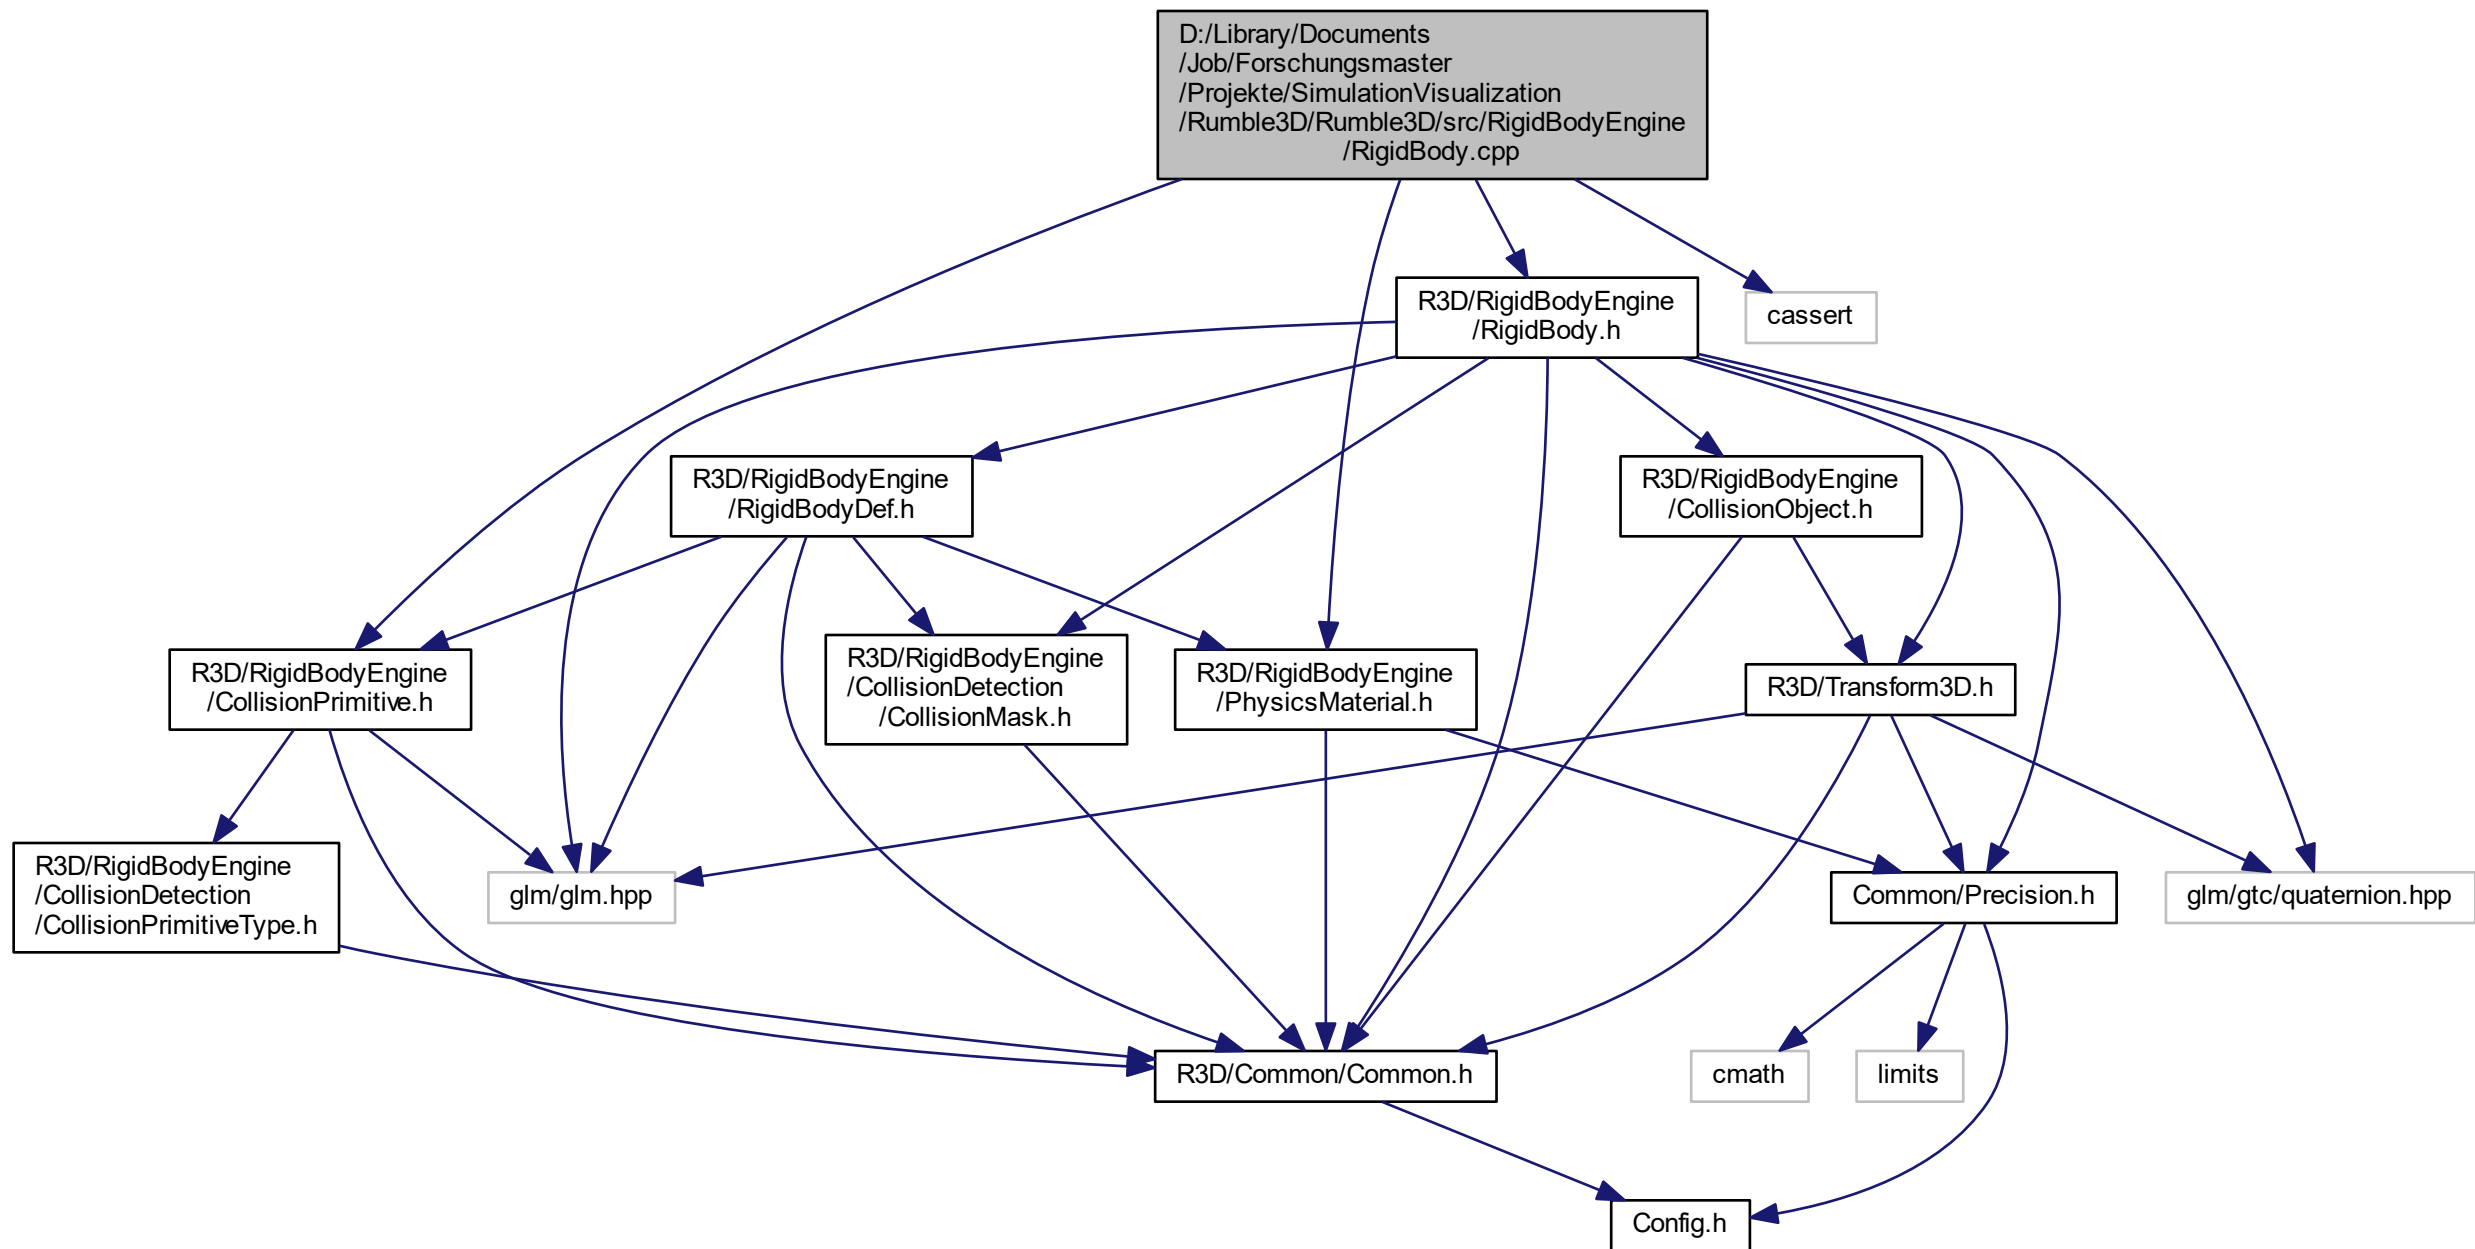 D:/Library/Documents
/Job/Forschungsmaster
/Projekte/SimulationVisualization
/Rumble3D/Rumble3D/src/RigidBodyEngine
/RigidBody.cpp
R3D/RigidBodyEngine
/RigidBody.h
cassert
R3D/RigidBodyEngine
/RigidBodyDef.h
R3D/RigidBodyEngine
/CollisionObject.h
R3D/RigidBodyEngine
/CollisionPrimitive.h
R3D/RigidBodyEngine
/CollisionDetection
/CollisionMask.h
R3D/RigidBodyEngine
/PhysicsMaterial.h
R3D/Transform3D.h
R3D/RigidBodyEngine
/CollisionDetection
/CollisionPrimitiveType.h
glm/glm.hpp
Common/Precision.h
glm/gtc/quaternion.hpp
R3D/Common/Common.h
cmath
limits
Config.h